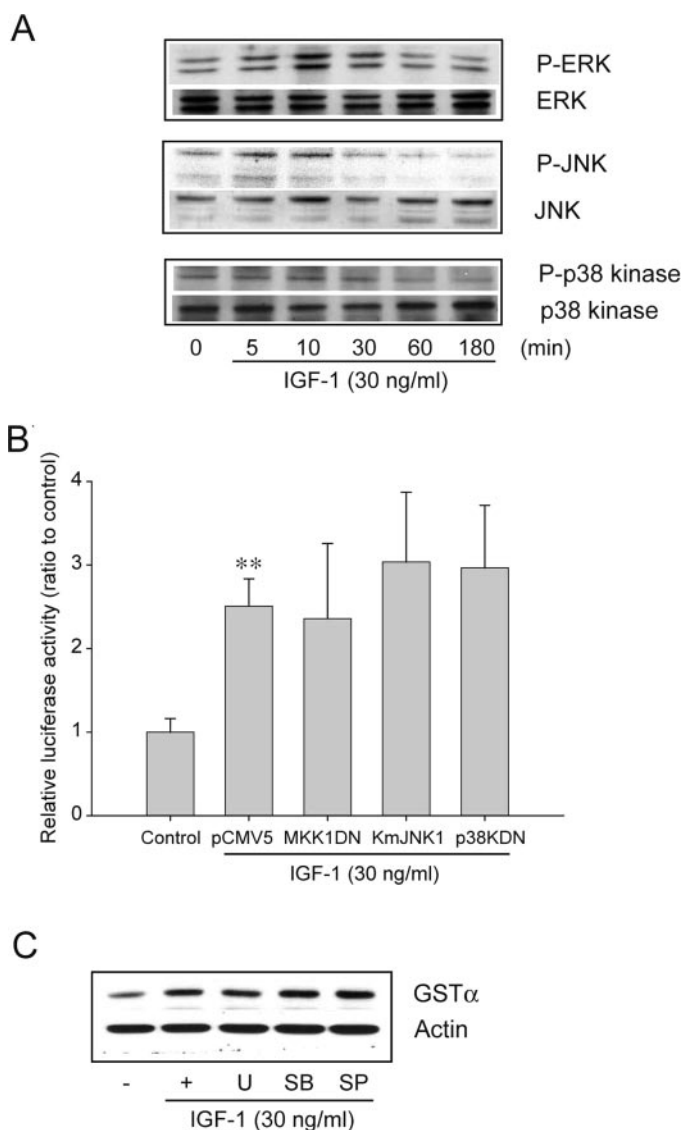 A
P-ERK
ERK
P-JNK
JNK
P-p38 kinase
p38 kinase
0 5 10 30 60 180 (min)
IGF-1 (30 ng/ml)
B
Relative luciferase activity (ratio to control)
4
3
2
1
0
**
Control pCMV5 MKK1DN KmJNK1 p38KDN
IGF-1 (30 ng/ml)
C
GSTα
Actin
- + U SB SP
IGF-1 (30 ng/ml)